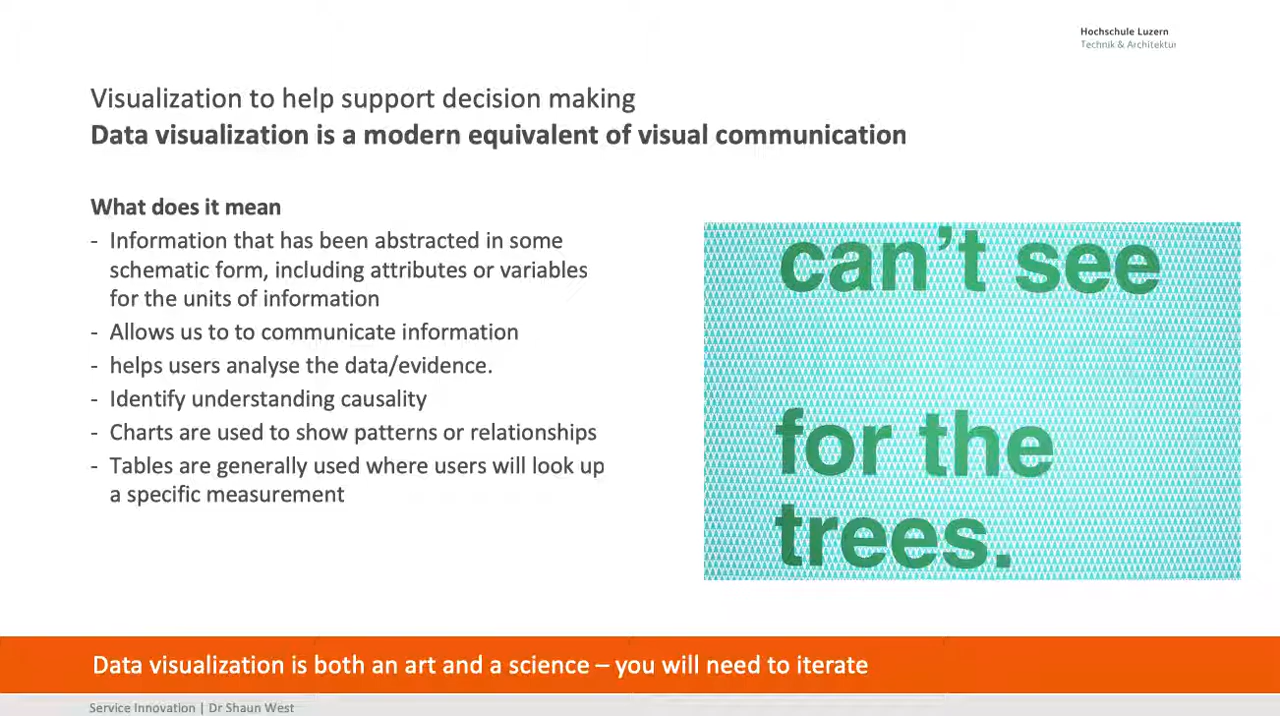 Hochschule Luzern
Technik & Architektur
Visualization to help support decision making
Data visualization is a modern equivalent of visual communication
What does it mean
- Information that has been abstracted in some
schematic form, including attributes or variables
for the units of information
- Allows us to to communicate information
- helps users analyse the data/evidence.
- Identify understanding causality
- Charts are used to show patterns or relationships
- Tables are generally used where users will look up
a specific measurement
can't see
for the
trees.
Data visualization is both an art and a science – you will need to iterate
Service Innovation | Dr Shaun West